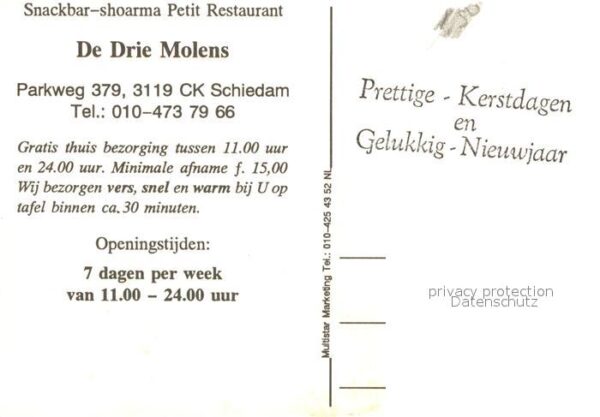 Snackbar–shoarma Petit Restaurant
De Drie Molens
Parkweg 379, 3119 CK Schiedam
Tel.: 010–473 79 66
Gratis thuis bezorging tussen 11.00 uur
en 24.00 uur. Minimale afname f. 15,00
Wij bezorgen vers, snel en warm bij U op
tafel binnen ca. 30 minuten.
Openingstijden:
7 dagen per week
van 11.00 – 24.00 uur
Multistar Marketing Tel.: 010-425 43 52 NL
Prettige - Kerstdagen
en
Gelukkig - Nieuwjaar
privacy protection
Datenschutz